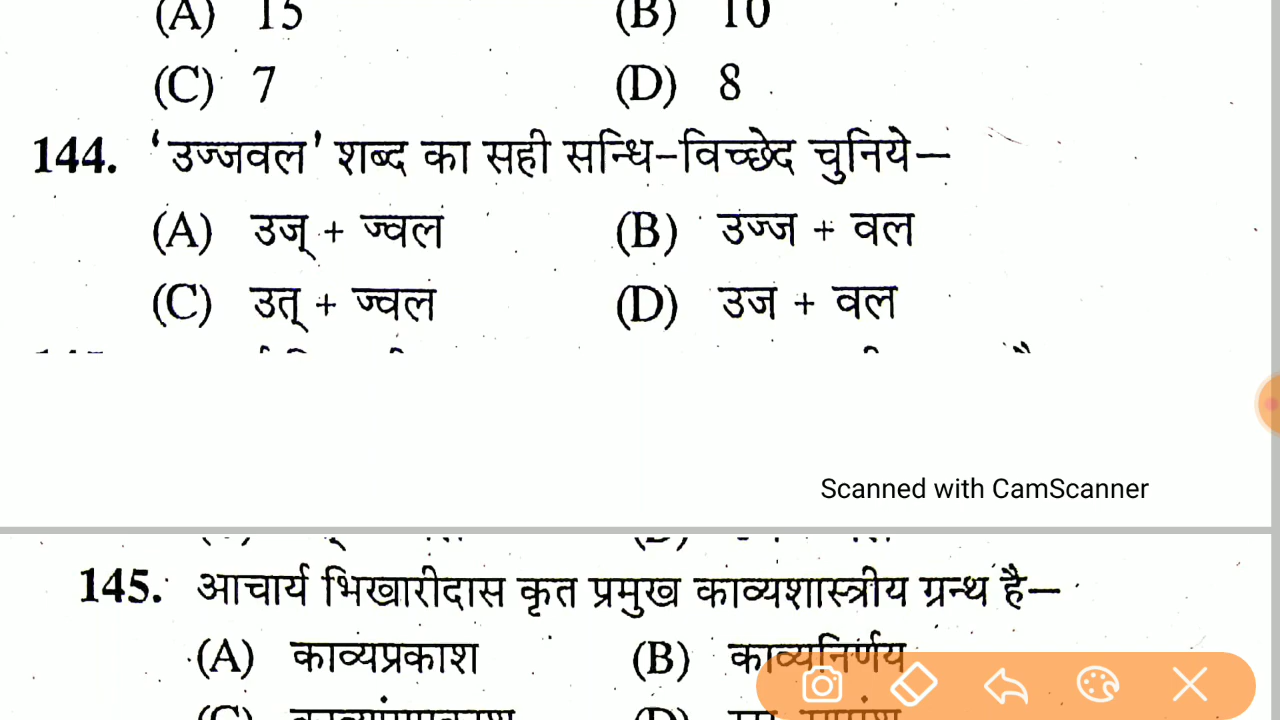 (A) 15 (B) 10
(C) 7 (D) 8
144. 'उज्जवल' शब्द का सही सन्धि-विच्छेद चुनिये—
(A) उज् + ज्वल (B) उज्ज + वल
(C) उत् + ज्वल (D) उज + वल
Scanned with CamScanner
145. आचार्य भिखारीदास कृत प्रमुख काव्यशास्त्रीय ग्रन्थ है—
(A) काव्यप्रकाश (B) काव्यनिर्णय